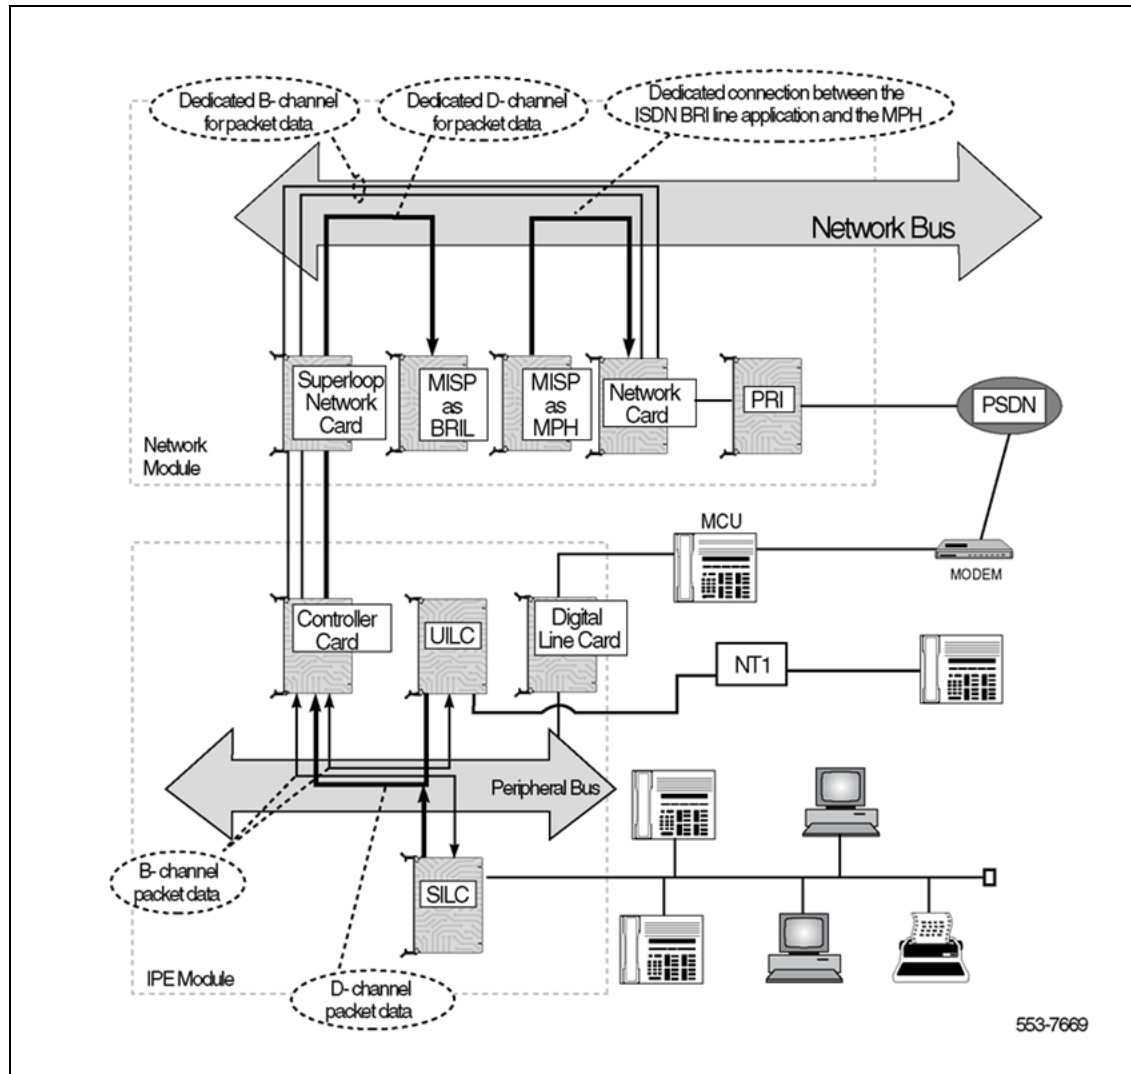 Dedicated B- channel
for packet data
Dedicated D- channel
for packet data
Dedicated connection between the
ISDN BRI line application and the MPH
Network Bus
Superloop
Network
Card
MISP
as
BRIL
MISP
as
MPH
Network
Card
PRI
PSDN
Network
Module
MCU
MODEM
Controller
Card
UILC
Digital
Line Card
NT1
Peripheral Bus
B- channel
packet data
SILC
IPE Module
D- channel
packet data
553-7669